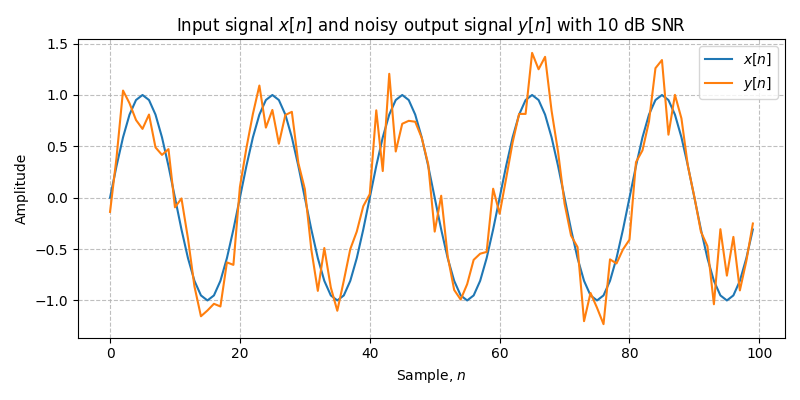 Input signal x[n] and noisy output signal y[n] with 10 dB SNR
1.5
1.0
0.5
0.0
−0.5
−1.0
Amplitude
x[n]
y[n]
0 20 40 60 80 100
Sample, n